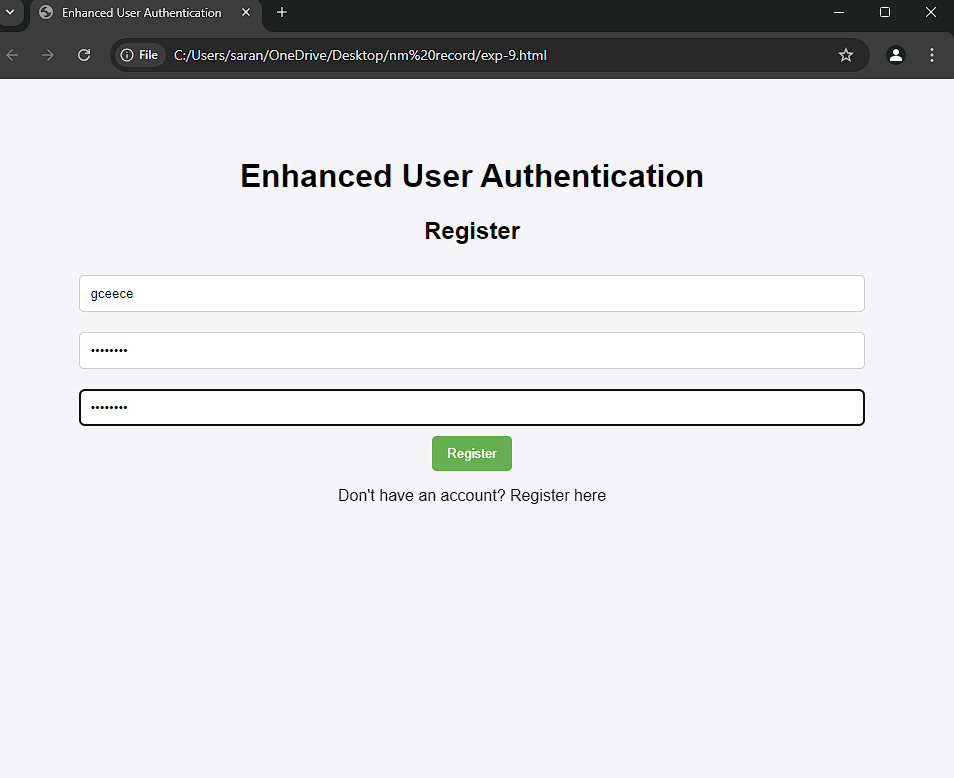 Enhanced User Authentication
File C:/Users/saran/OneDrive/Desktop/nm%20record/exp-9.html
Enhanced User Authentication
Register
gceece
••••••••
••••••••
Register
Don't have an account? Register here